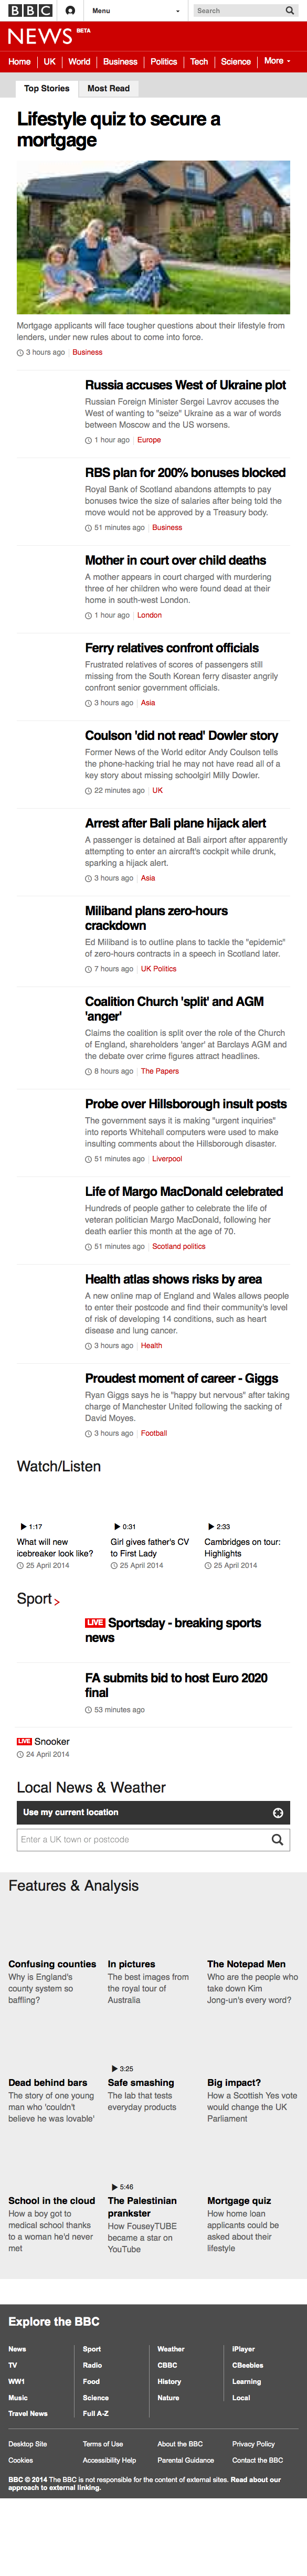 BBC
Menu
Search
NEWS BETA
Home
UK
World
Business
Politics
Tech
Science
More
Top Stories
Most Read
Lifestyle quiz to secure a
mortgage
Mortgage applicants will face tougher questions about their lifestyle from
lenders, under new rules about to come into force.
3 hours ago
Business
Russia accuses West of Ukraine plot
Russian Foreign Minister Sergei Lavrov accuses the
West of wanting to "seize" Ukraine as a war of words
between Moscow and the US worsens.
1 hour ago
Europe
RBS plan for 200% bonuses blocked
Royal Bank of Scotland abandons attempts to pay
bonuses twice the size of salaries after being told the
move would not be approved by a Treasury body.
51 minutes ago
Business
Mother in court over child deaths
A mother appears in court charged with murdering
three of her children who were found dead at their
home in south-west London.
1 hour ago
London
Ferry relatives confront officials
Frustrated relatives of scores of passengers still
missing from the South Korean ferry disaster angrily
confront senior government officials.
3 hours ago
Asia
Coulson 'did not read' Dowler story
Former News of the World editor Andy Coulson tells
the phone-hacking trial he may not have read all of a
key story about missing schoolgirl Milly Dowler.
22 minutes ago
UK
Arrest after Bali plane hijack alert
A passenger is detained at Bali airport after apparently
attempting to enter an aircraft's cockpit while drunk,
sparking a hijack alert.
3 hours ago
Asia
Miliband plans zero-hours
crackdown
Ed Miliband is to outline plans to tackle the "epidemic"
of zero-hours contracts in a speech in Scotland later.
7 hours ago
UK Politics
Coalition Church 'split' and AGM
'anger'
Claims the coalition is split over the role of the Church
of England, shareholders 'anger' at Barclays AGM and
the debate over crime figures attract headlines.
8 hours ago
The Papers
Probe over Hillsborough insult posts
The government says it is making "urgent inquiries"
into reports Whitehall computers were used to make
insulting comments about the Hillsborough disaster.
51 minutes ago
Liverpool
Life of Margo MacDonald celebrated
Hundreds of people gather to celebrate the life of
veteran politician Margo MacDonald, following her
death earlier this month at the age of 70.
51 minutes ago
Scotland politics
Health atlas shows risks by area
A new online map of England and Wales allows people
to enter their postcode and find their community's level
of risk of developing 14 conditions, such as heart
disease and lung cancer.
3 hours ago
Health
Proudest moment of career - Giggs
Ryan Giggs says he is "happy but nervous" after taking
charge of Manchester United following the sacking of
David Moyes.
3 hours ago
Football
Watch/Listen
1:17
What will new
icebreaker look like?
25 April 2014
0:31
Girl gives father's CV
to First Lady
25 April 2014
2:33
Cambridges on tour:
Highlights
25 April 2014
Sport
LIVE Sportsday - breaking sports
news
FA submits bid to host Euro 2020
final
53 minutes ago
LIVE Snooker
24 April 2014
Local News & Weather
Use my current location
Enter a UK town or postcode
Features & Analysis
Confusing counties
Why is England's
county system so
baffling?
In pictures
The best images from
the royal tour of
Australia
The Notepad Men
Who are the people who
take down Kim
Jong-un's every word?
Dead behind bars
The story of one young
man who 'couldn't
believe he was lovable'
3:25
Safe smashing
The lab that tests
everyday products
Big impact?
How a Scottish Yes vote
would change the UK
Parliament
School in the cloud
How a boy got to
medical school thanks
to a woman he'd never
met
5:46
The Palestinian
prankster
How FouseyTUBE
became a star on
YouTube
Mortgage quiz
How home loan
applicants could be
asked about their
lifestyle
Explore the BBC
News
Sport
Weather
iPlayer
TV
Radio
CBBC
CBeebies
WW1
Food
History
Learning
Music
Science
Nature
Local
Travel News
Full A-Z
Desktop Site
Terms of Use
About the BBC
Privacy Policy
Cookies
Accessibility Help
Parental Guidance
Contact the BBC
BBC © 2014 The BBC is not responsible for the content of external sites. Read about our
approach to external linking.